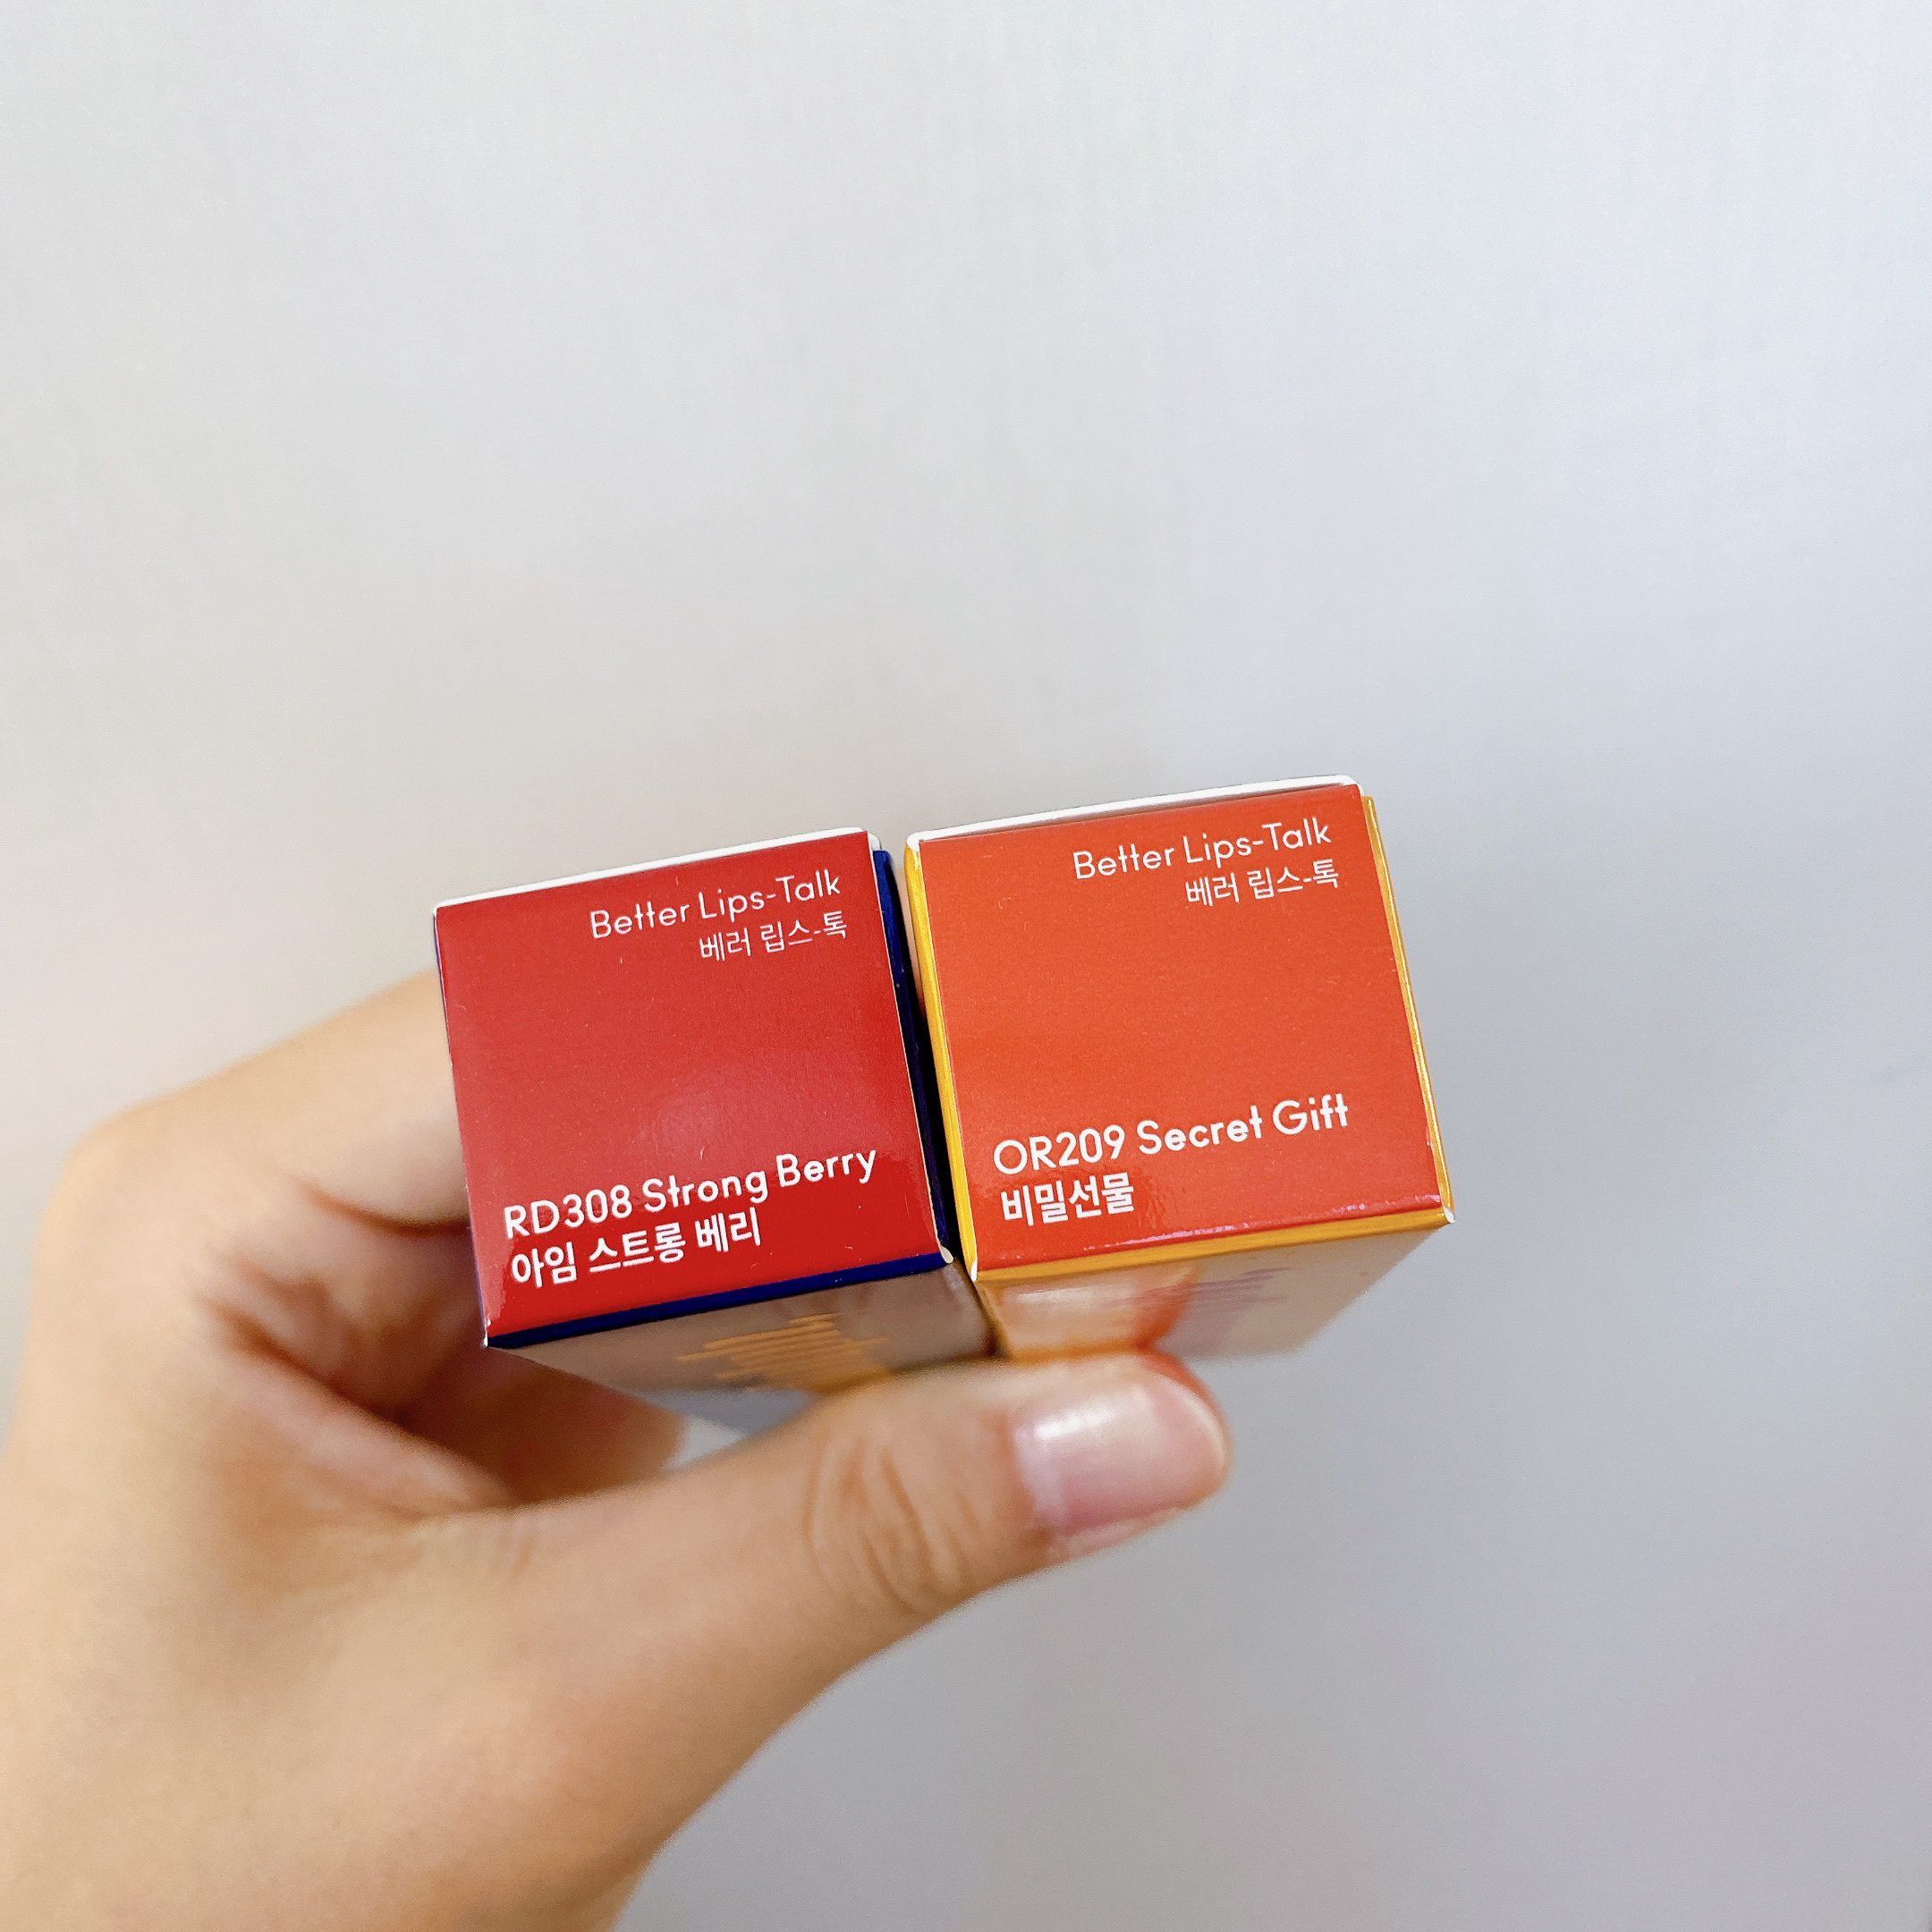 Better Lips-Talk
베러 립스-톡
RD308 Strong Berry
아임 스트롱 베리
Better Lips-Talk
베러 립스-톡
OR209 Secret Gift
비밀선물